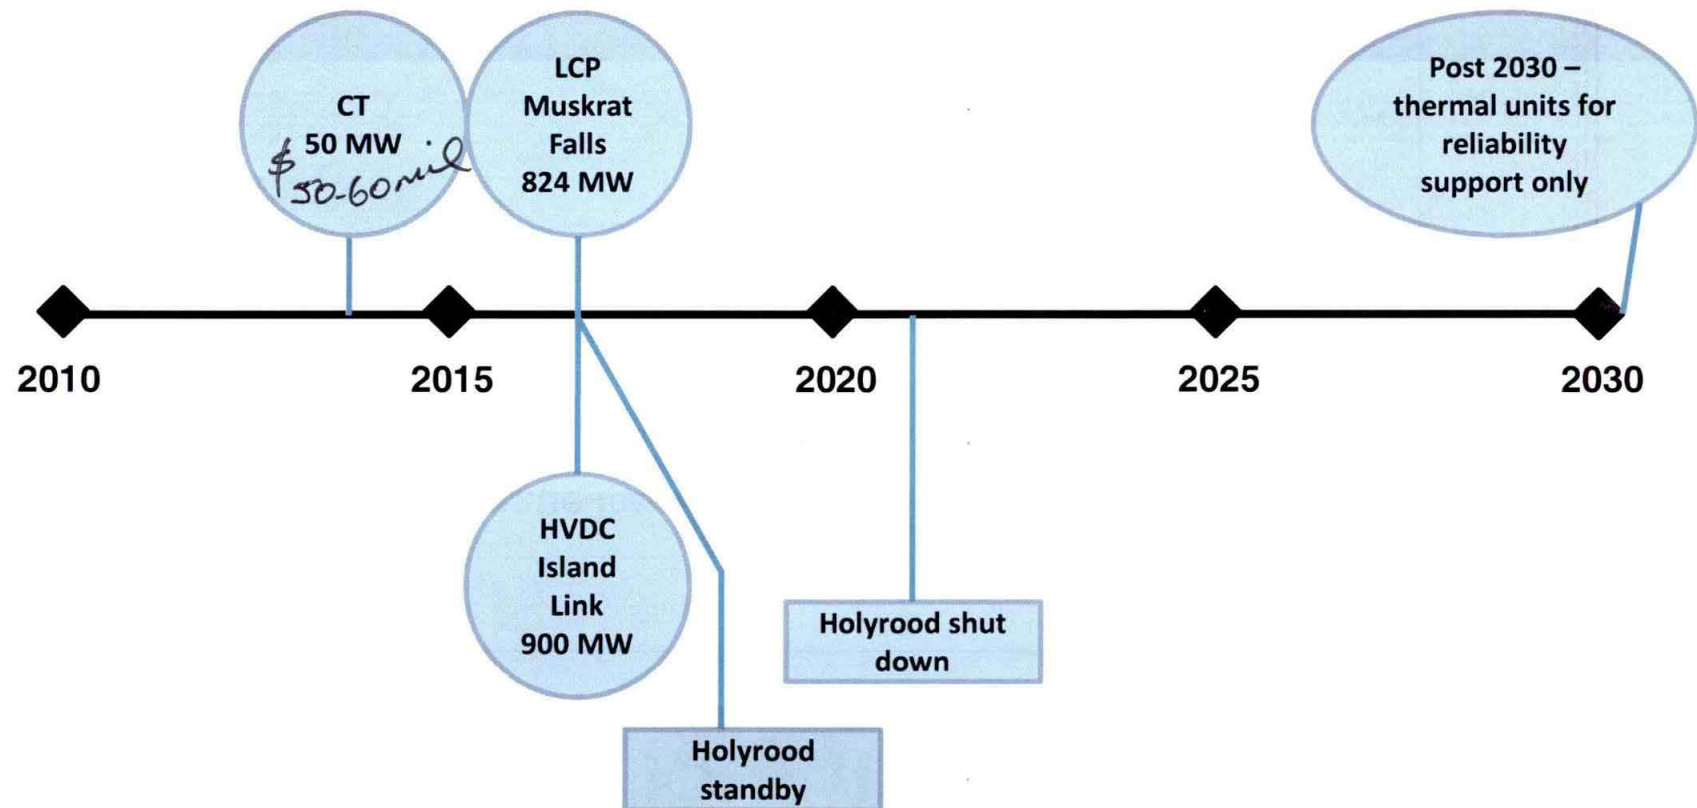 CT
50 MW
$ 50-60 mil
LCP
Muskrat
Falls
824 MW
Post 2030 –
thermal units for
reliability
support only
2010
2015
2020
2025
2030
HVDC
Island
Link
900 MW
Holyrood shut
down
Holyrood
standby